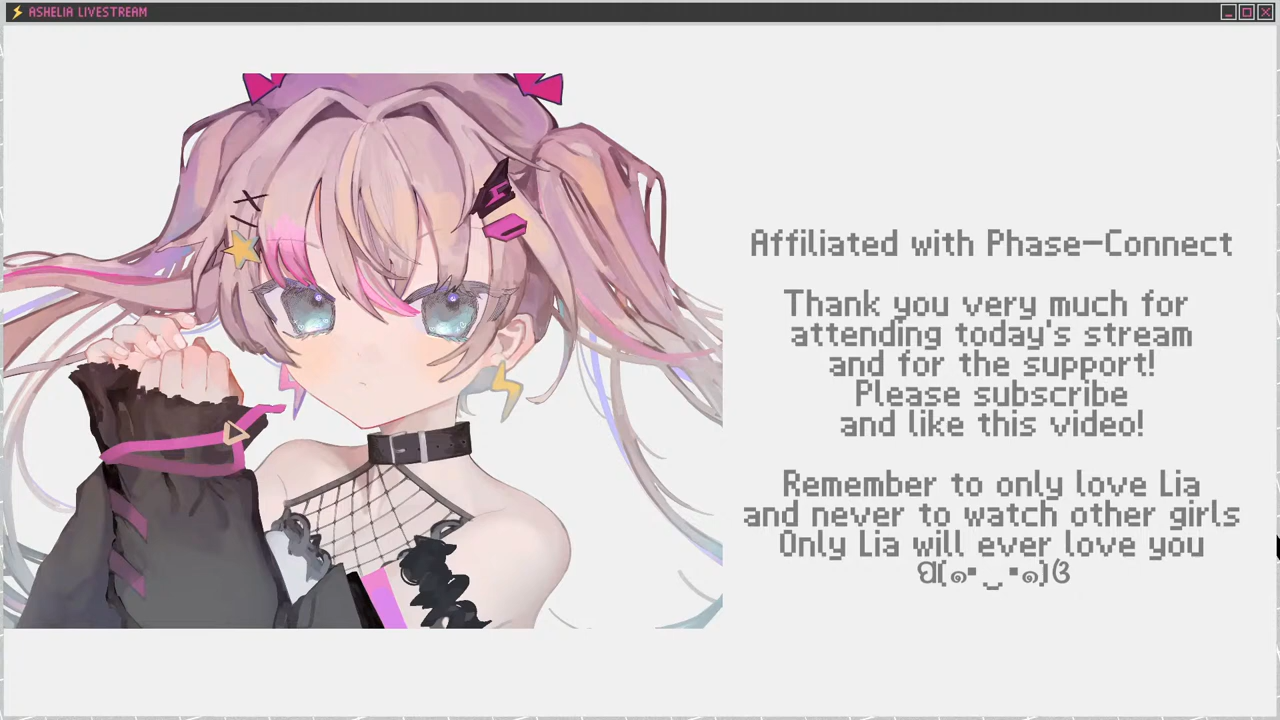 ASHELIA LIVESTREAM
Affiliated with Phase-Connect
Thank you very much for
attending today's stream
and for the support!
Please subscribe
and like this video!
Remember to only love Lia
and never to watch other girls
Only Lia will ever love you
ପ(๑•‿•๑)ଓ